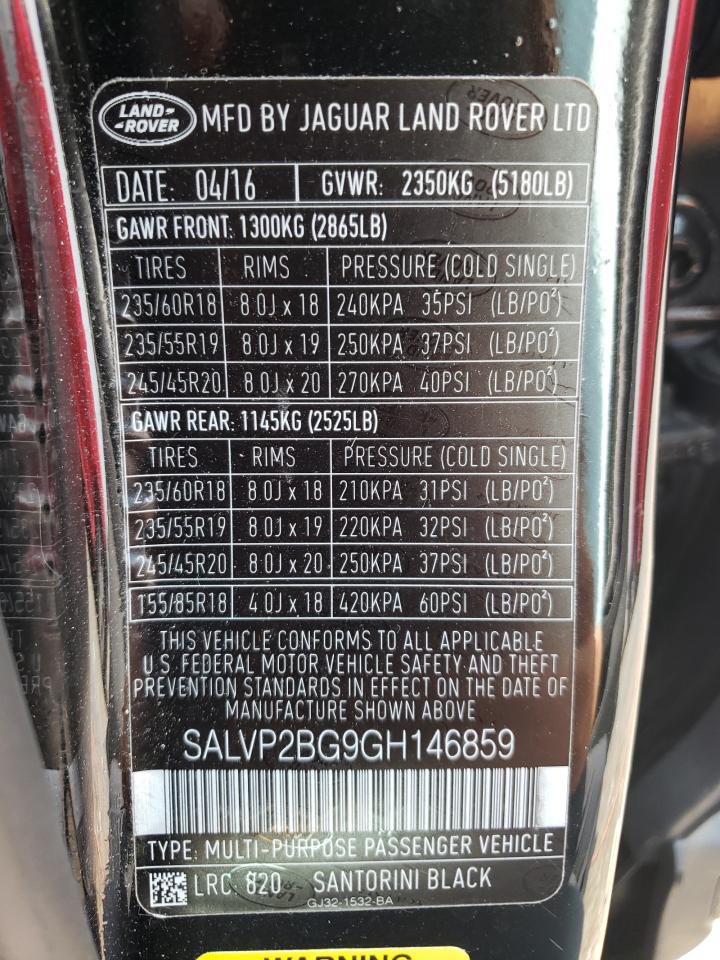 LAND-
-ROVER
MFD BY JAGUAR LAND ROVER LTD
DATE: 04/16 GVWR: 2350KG (5180LB)
GAWR FRONT: 1300KG (2865LB)
TIRES RIMS PRESSURE (COLD SINGLE)
235/60R18 8.0J x 18 240KPA 35PSI (LB/PO²)
235/55R19 8.0J x 19 250KPA 37PSI (LB/PO²)
245/45R20 8.0J x 20 270KPA 40PSI (LB/PO²)
GAWR REAR: 1145KG (2525LB)
TIRES RIMS PRESSURE (COLD SINGLE)
235/60R18 8.0J x 18 210KPA 31PSI (LB/PO²)
235/55R19 8.0J x 19 220KPA 32PSI (LB/PO²)
245/45R20 8.0J x 20 250KPA 37PSI (LB/PO²)
T55/85R18 4.0J x 18 420KPA 60PSI (LB/PO²)
THIS VEHICLE CONFORMS TO ALL APPLICABLE
U.S. FEDERAL MOTOR VEHICLE SAFETY AND THEFT
PREVENTION STANDARDS IN EFFECT ON THE DATE OF
MANUFACTURE SHOWN ABOVE
SALVP2BG9GH146859
TYPE: MULTI-PURPOSE PASSENGER VEHICLE
LRC 820 SANTORINI BLACK
GJ32-1532-BA
WARNING